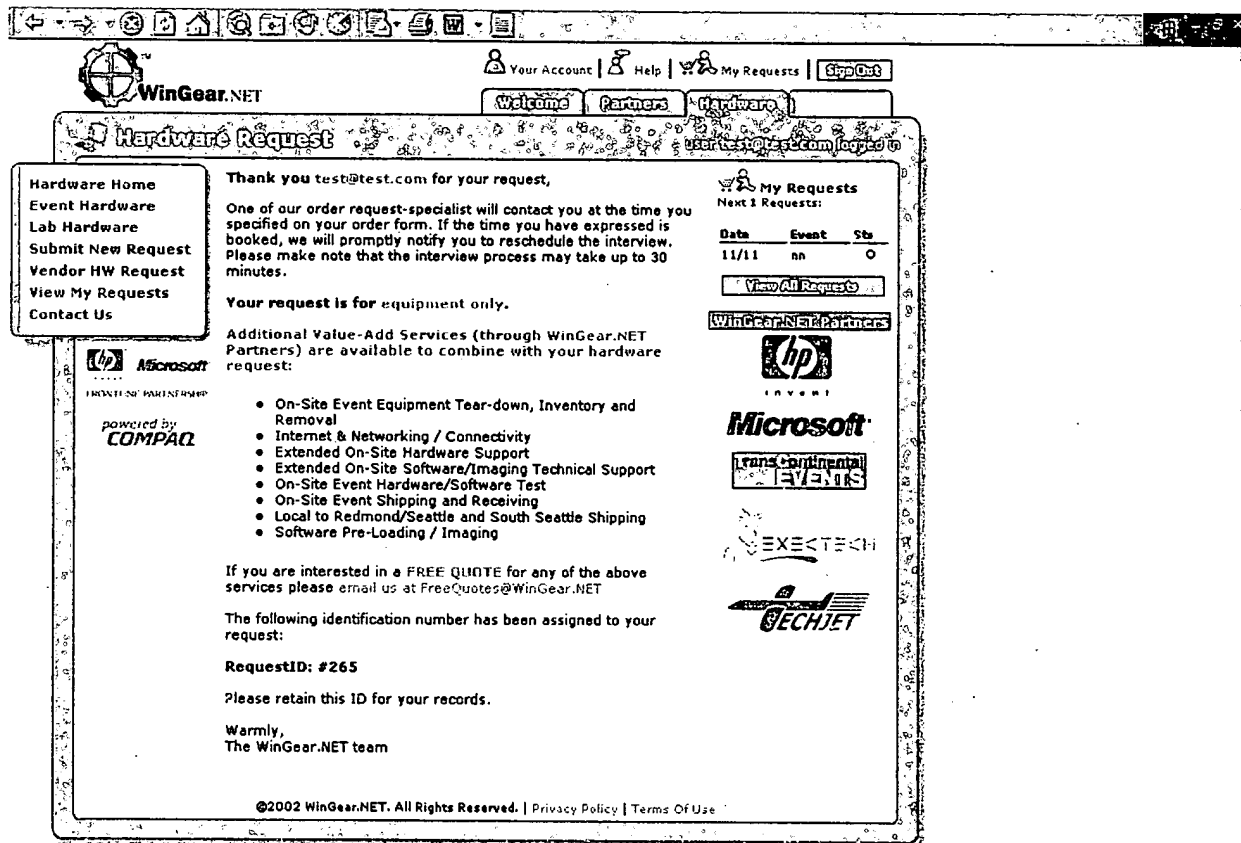 WinGear.NET
Your Account | Help | My Requests | Sign Out
Welcome Partners Hardware
Hardware Request
user test@test.com logged in
Hardware Home
Event Hardware
Lab Hardware
Submit New Request
Vendor HW Request
View My Requests
Contact Us
hp Microsoft
FRONTLINE PARTNERSHIP
powered by
COMPAQ
Thank you test@test.com for your request,
One of our order request-specialist will contact you at the time you
specified on your order form. If the time you have expressed is
booked, we will promptly notify you to reschedule the interview.
Please make note that the interview process may take up to 30
minutes.
Your request is for equipment only.
Additional Value-Add Services (through WinGear.NET
Partners) are available to combine with your hardware
request:
• On-Site Event Equipment Tear-down, Inventory and
Removal
• Internet & Networking / Connectivity
• Extended On-Site Hardware Support
• Extended On-Site Software/Imaging Technical Support
• On-Site Event Hardware/Software Test
• On-Site Event Shipping and Receiving
• Local to Redmond/Seattle and South Seattle Shipping
• Software Pre-Loading / Imaging
If you are interested in a FREE QUOTE for any of the above
services please email us at FreeQuotes@WinGear.NET
The following identification number has been assigned to your
request:
RequestID: #265
Please retain this ID for your records.
Warmly,
The WinGear.NET team
My Requests
Next 1 Requests:
Date Event Sts
11/11 nn O
View All Requests
WinGear.NET Partners
hp
invent
Microsoft
TransContinental
EVENTS
EXECTECH
TECHJET
©2002 WinGear.NET. All Rights Reserved. | Privacy Policy | Terms Of Use